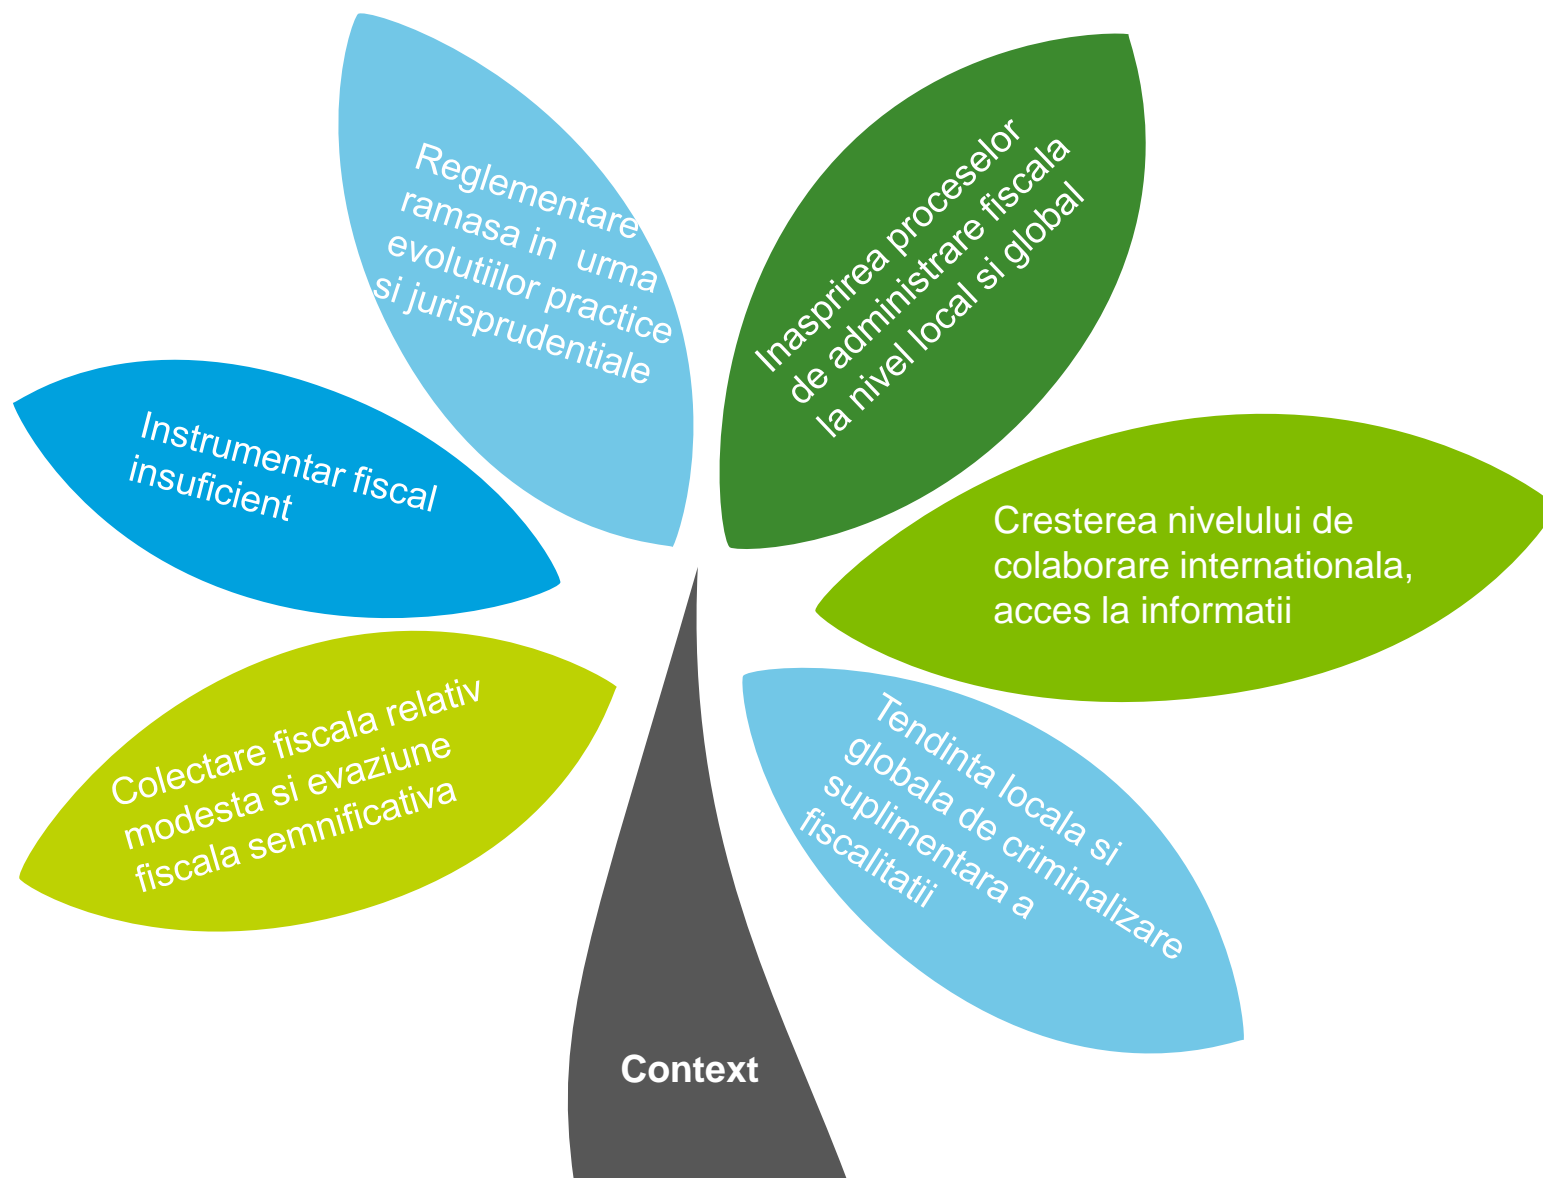 Reglementare
ramasa in urma
evolutiilor practice
si jurisprudentiale
Inasprirea proceselor
de administrare fiscala
la nivel local si global
Instrumentar fiscal
insuficient
Cresterea nivelului de
colaborare internationala,
acces la informatii
Colectare fiscala relativ
modesta si evaziune
fiscala semnificativa
Tendinta locala si
globala de criminalizare
suplimentara a
fiscalitatii
Context